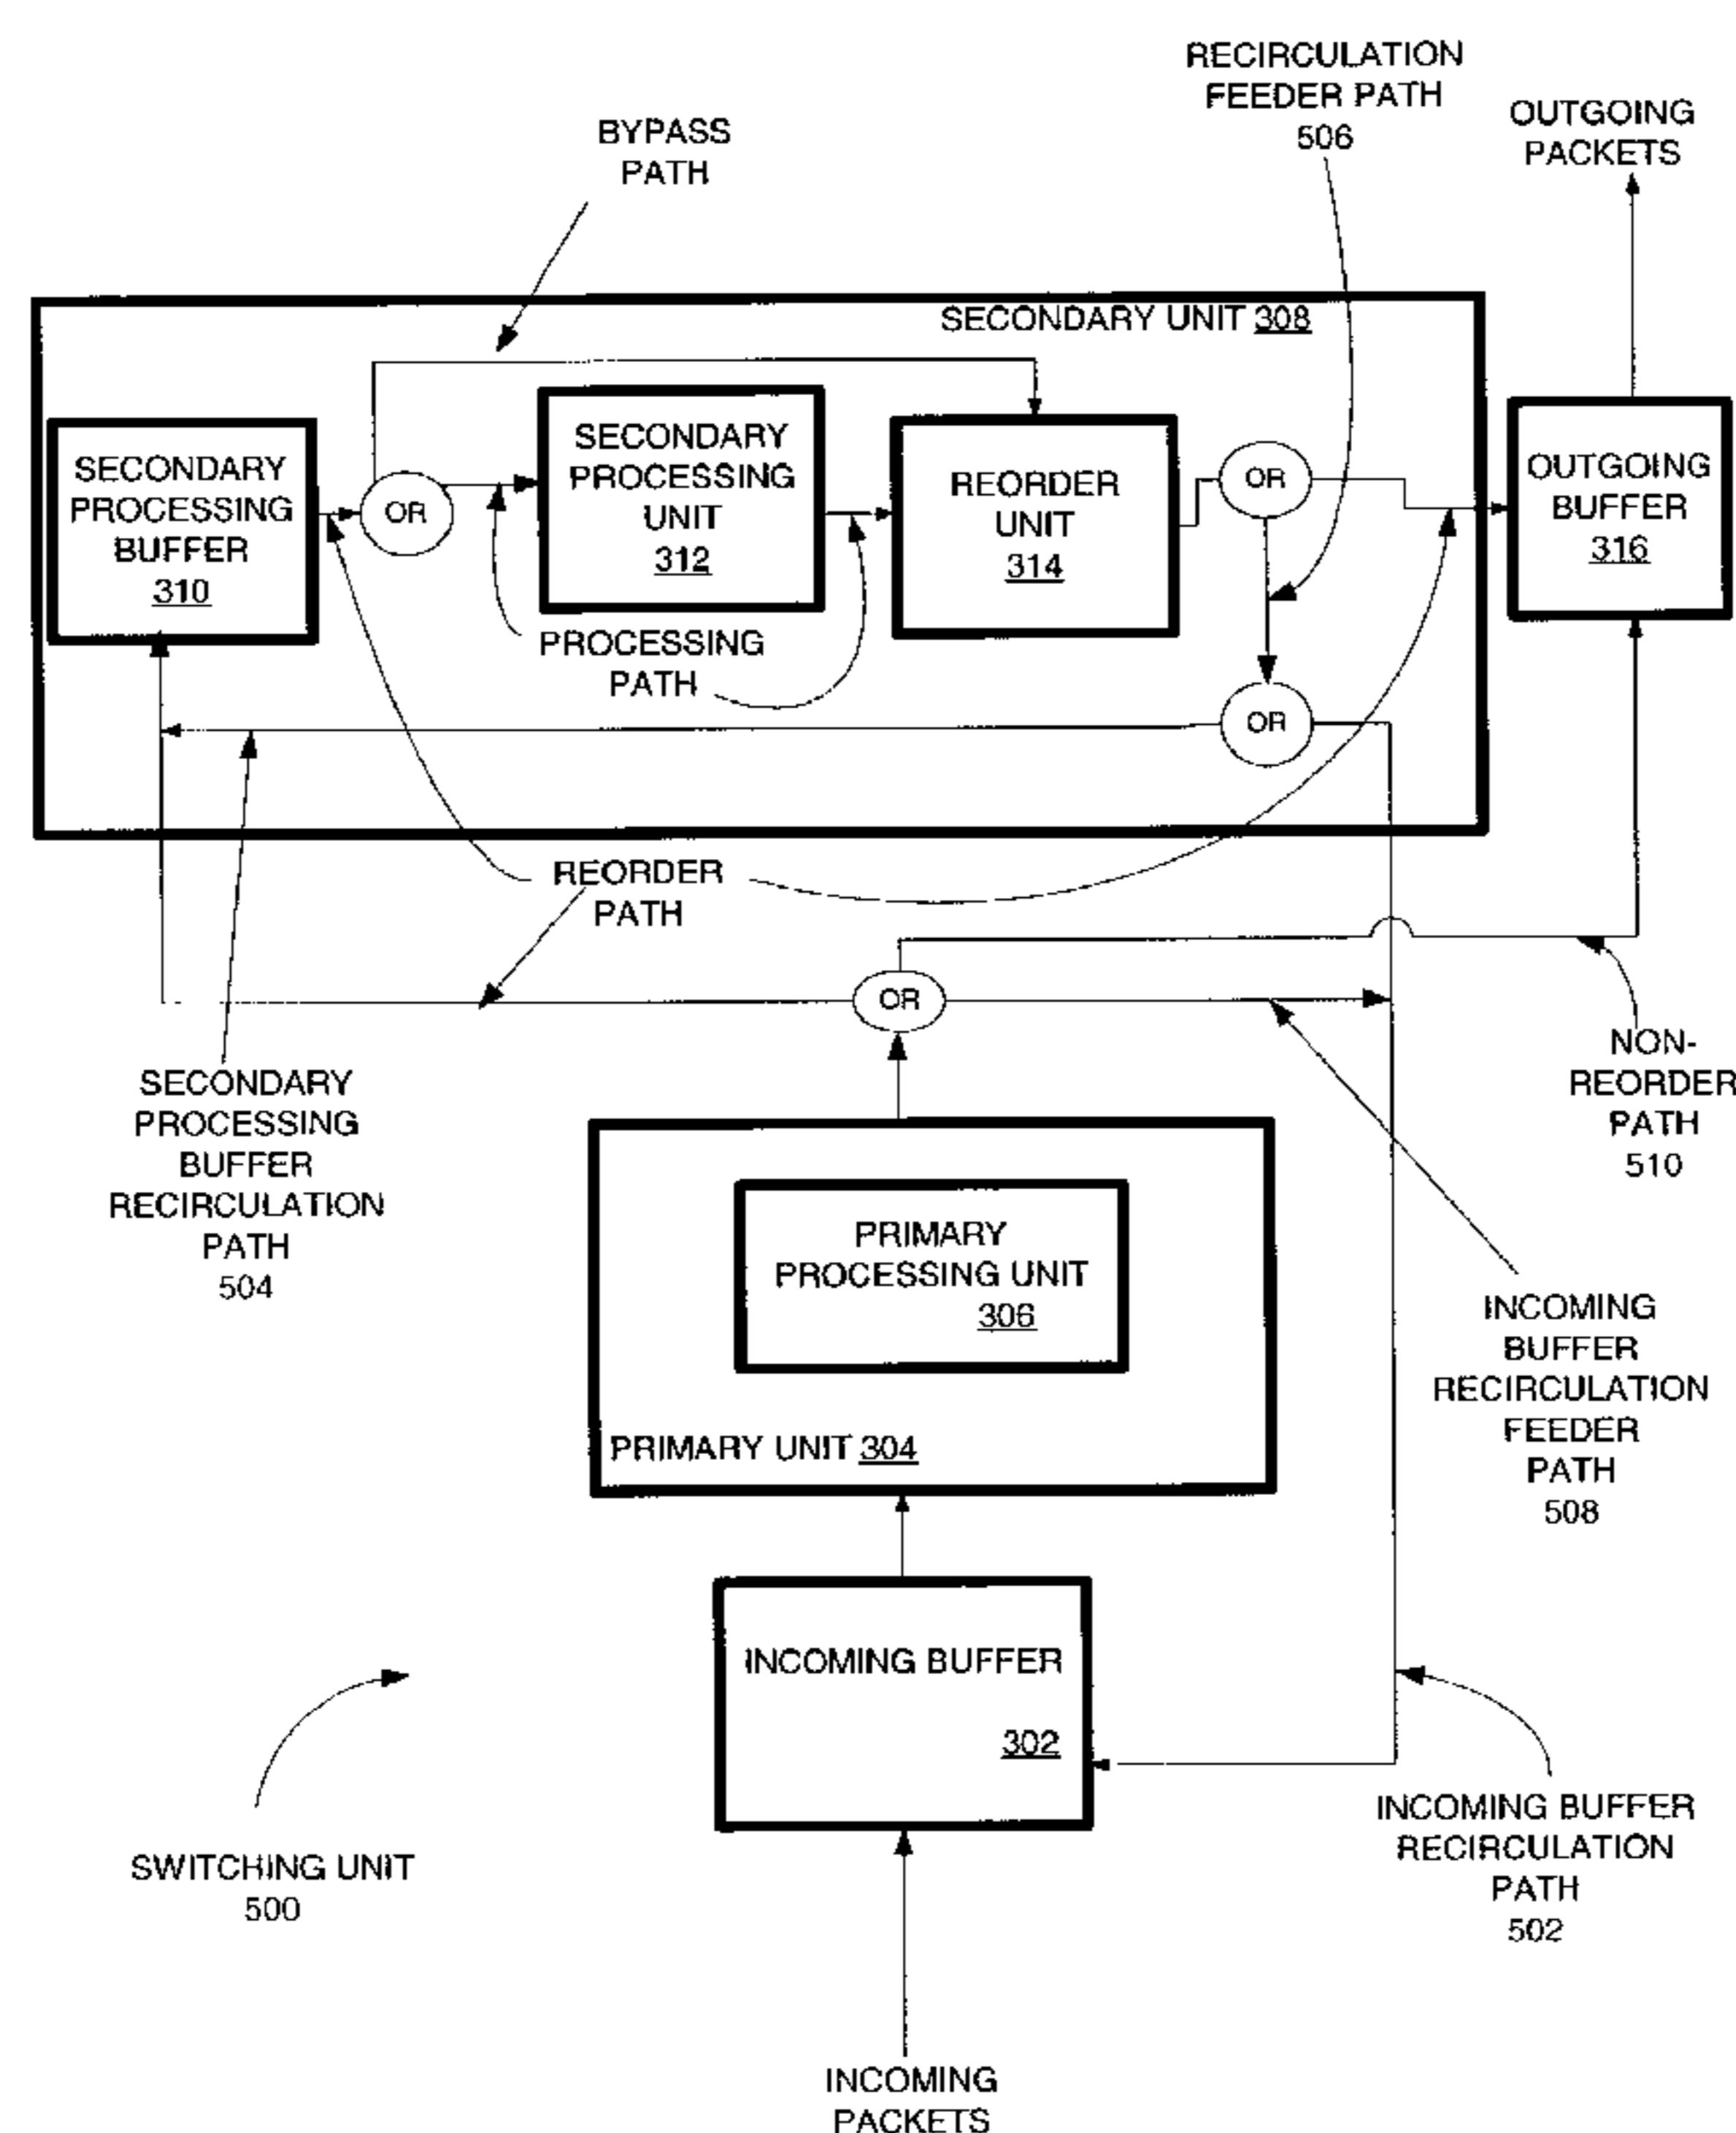 RECIRCULATION
FEEDER PATH
506
OUTGOING
PACKETS
BYPASS
PATH
SECONDARY UNIT 308
SECONDARY
PROCESSING
BUFFER
310
OR
SECONDARY
PROCESSING
UNIT
312
REORDER
UNIT
314
OR
OUTGOING
BUFFER
316
PROCESSING
PATH
OR
REORDER
PATH
OR
NON-
REORDER
PATH
510
SECONDARY
PROCESSING
BUFFER
RECIRCULATION
PATH
504
PRIMARY
PROCESSING UNIT
306
PRIMARY UNIT 304
INCOMING
BUFFER
RECIRCULATION
FEEDER
PATH
508
INCOMING BUFFER
302
INCOMING BUFFER
RECIRCULATION
PATH
502
SWITCHING UNIT
500
INCOMING
PACKETS